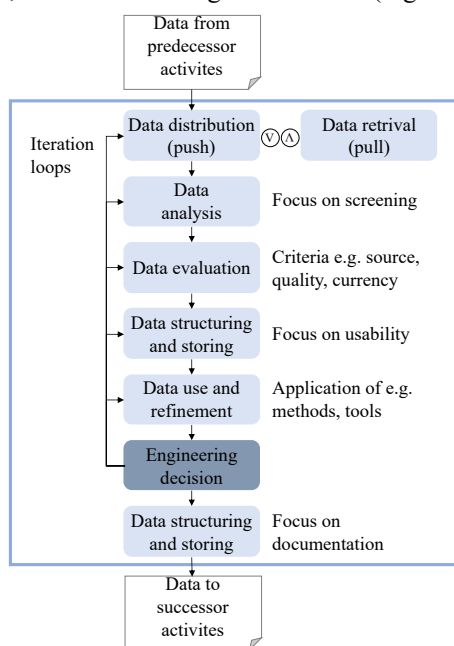 Data from
predecessor
activites
Iteration
loops
Data distribution
(push)
V Λ
Data retrival
(pull)
Data
analysis
Focus on screening
Data evaluation
Criteria e.g. source,
quality, currency
Data structuring
and storing
Focus on usability
Data use and
refinement
Application of e.g.
methods, tools
Engineering
decision
Data structuring
and storing
Focus on
documentation
Data to
successor
activites